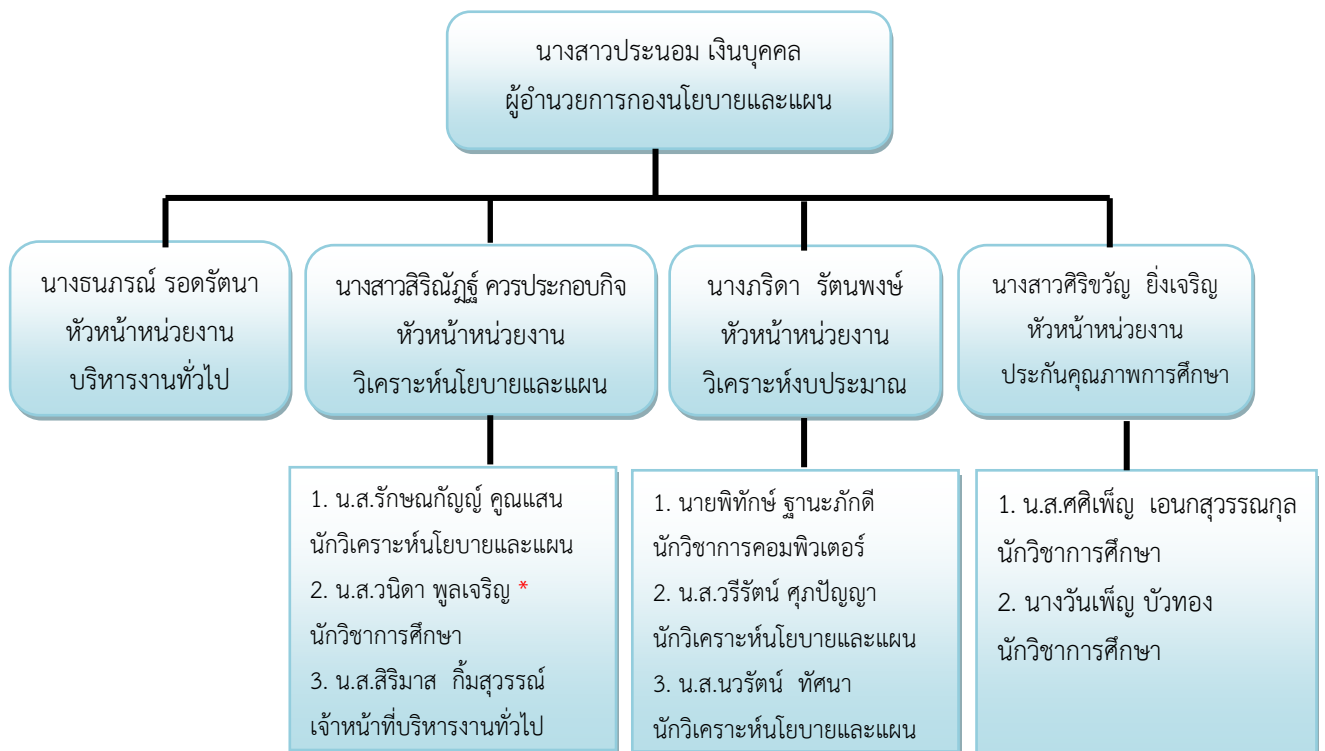 นางสาวประนอม เงินบุคคล
ผู้อำนวยการกองนโยบายและแผน
นางธนภรณ์ รอดรัตนา
หัวหน้าหน่วยงาน
บริหารงานทั่วไป
นางสาวสิริณัฏฐ์ ควรประกอบกิจ
หัวหน้าหน่วยงาน
วิเคราะห์นโยบายและแผน
นางภริดา รัตนพงษ์
หัวหน้าหน่วยงาน
วิเคราะห์งบประมาณ
นางสาวศิริขวัญ ยิ่งเจริญ
หัวหน้าหน่วยงาน
ประกันคุณภาพการศึกษา
1. น.ส.รักษณกัญญ์ คูณแสน
นักวิเคราะห์นโยบายและแผน
2. น.ส.วนิดา พูลเจริญ *
นักวิชาการศึกษา
3. น.ส.สิริมาส กิ้มสุวรรณ์
เจ้าหน้าที่บริหารงานทั่วไป
1. นายพิทักษ์ ฐานะภักดี
นักวิชาการคอมพิวเตอร์
2. น.ส.วรีรัตน์ ศุภปัญญา
นักวิเคราะห์นโยบายและแผน
3. น.ส.นวรัตน์ ทัศนา
นักวิเคราะห์นโยบายและแผน
1. น.ส.ศศิเพ็ญ เอนกสุวรรณกุล
นักวิชาการศึกษา
2. นางวันเพ็ญ บัวทอง
นักวิชาการศึกษา